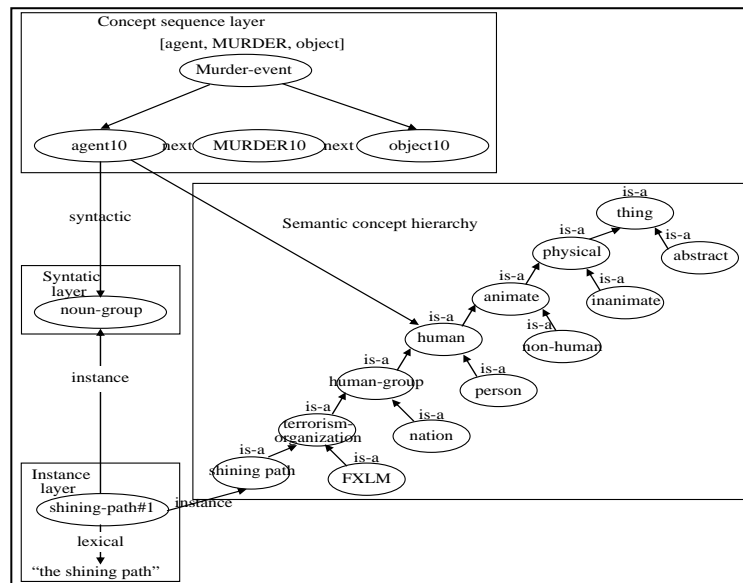 Concept sequence layer
[agent, MURDER, object]
Murder-event
agent10 next MURDER10 next object10
syntactic
Semantic concept hierarchy
is-a
thing
is-a
is-a
physical
abstract
Syntatic
layer
noun-group
is-a
is-a
animate
inanimate
is-a
is-a
human
non-human
instance
is-a
is-a
human-group
person
is-a
is-a
terrorism-
organization
nation
is-a
is-a
shining path
FXLM
Instance
layer
instance
shining-path#1
lexical
“the shining path”